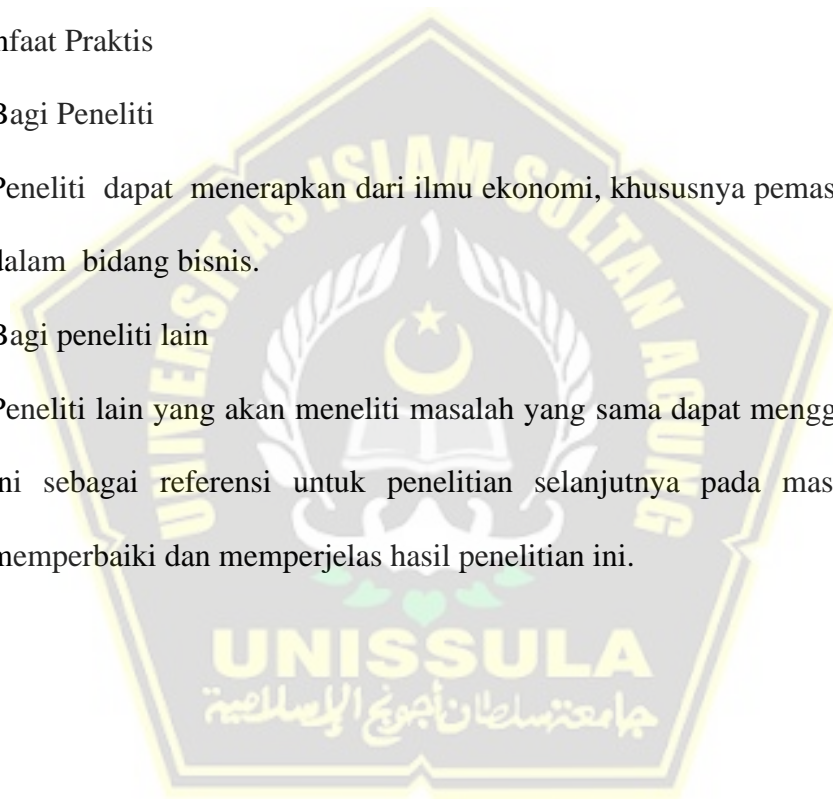 nfaat Praktis
Bagi Peneliti
Peneliti dapat menerapkan dari ilmu ekonomi, khususnya pemas
dalam bidang bisnis.
Bagi peneliti lain
Peneliti lain yang akan meneliti masalah yang sama dapat mengg
ini sebagai referensi untuk penelitian selanjutnya pada mas
memperbaiki dan memperjelas hasil penelitian ini.
UNIVERSITAS ISLAM SULTAN AGUNG
UNISSULA
جامعتسلطان أجونج الإسلامية